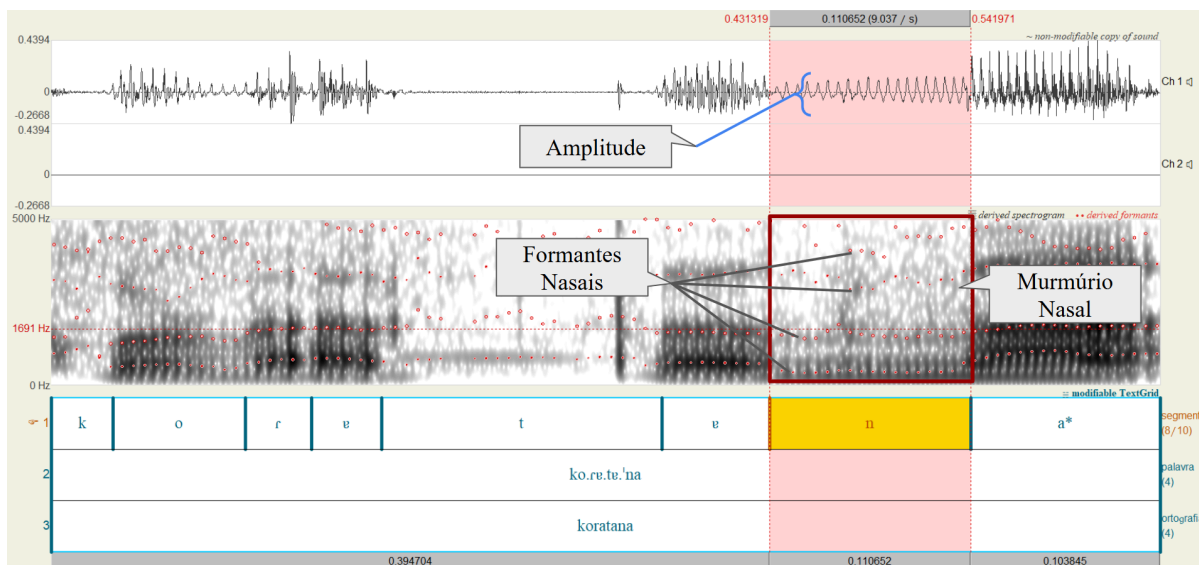 0.431319 0.110652 (9.037 / s) 0.541971
0.4394 ~ non-modifiable copy of sound
0 Ch 1
-0.2668
0.4394
Amplitude
0 Ch 2
-0.2668
5000 Hz derived spectrogram •• derived formants
Formantes
Nasais
Murmúrio
Nasal
1691 Hz
0 Hz
modifiable TextGrid
1 k o ɾ ɐ t ɐ n a* segment
(8/10)
2 ko.ɾɐ.tɐ.ˈna palavra
(4)
3 koratana ortografi
(4)
0.394704 0.110652 0.103845